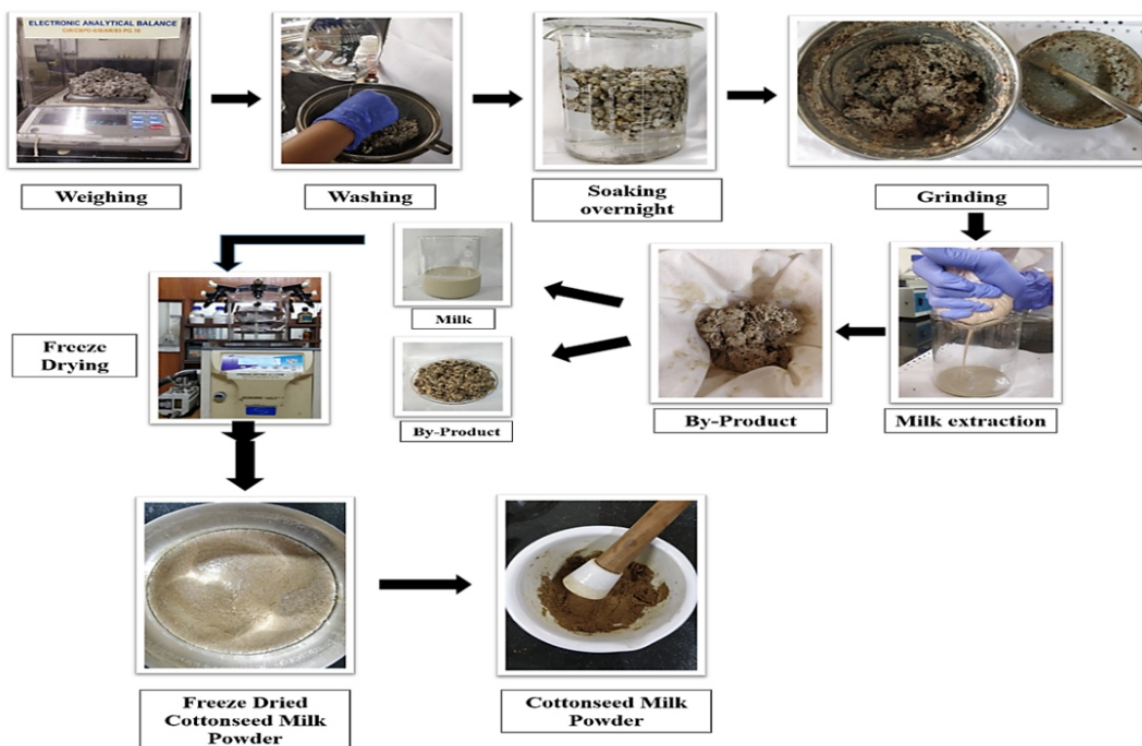 ELECTRONIC ANALYTICAL BALANCE
Weighing
Washing
Soaking
overnight
Grinding
Milk
Freeze
Drying
By-Product
By-Product
Milk extraction
Freeze Dried
Cottonseed Milk
Powder
Cottonseed Milk
Powder